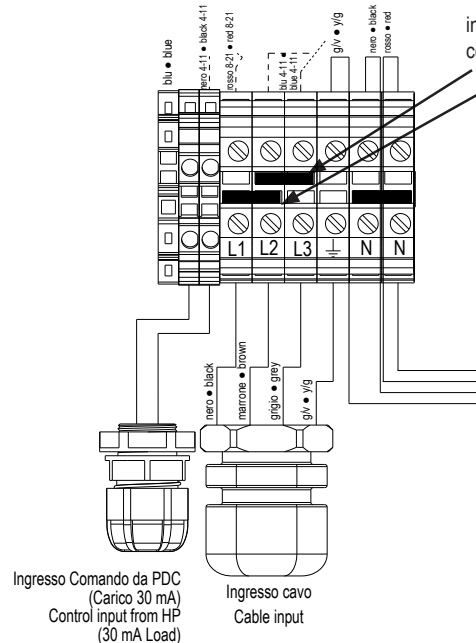 blu • blue
nero 4-11 • black 4-11
rosso 8-21 • red 8-21
blu 4-11 •
blue 4-11
g/v • y/g
nero • black
rosso • red
in
co
L1
L2
L3
N
N
nero • black
marrone • brown
grigio • grey
g/v • y/g
Ingresso Comando da PDC
(Carico 30 mA)
Control input from HP
(30 mA Load)
Ingresso cavo
Cable input